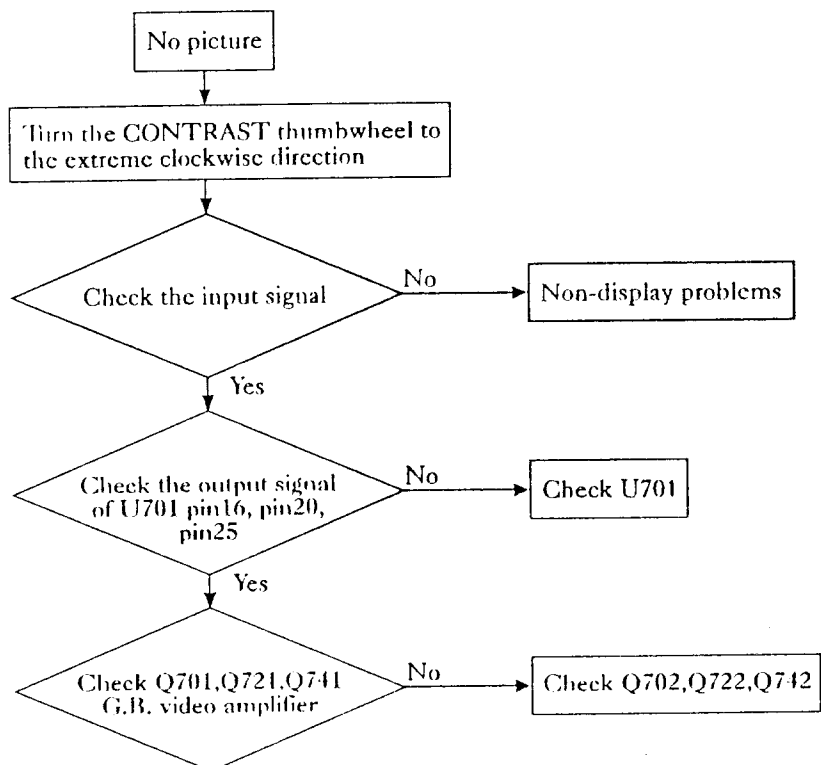 No picture
Turn the CONTRAST thumbwheel to
the extreme clockwise direction
Check the input signal
No
Non-display problems
Yes
Check the output signal
of U701 pin16, pin20,
pin25
No
Check U701
Yes
Check Q701,Q721,Q741
G.B. video amplifier
No
Check Q702,Q722,Q742